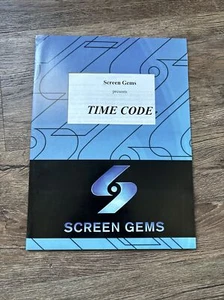 Screen Gems
presents
TIME CODE
SCREEN GEMS